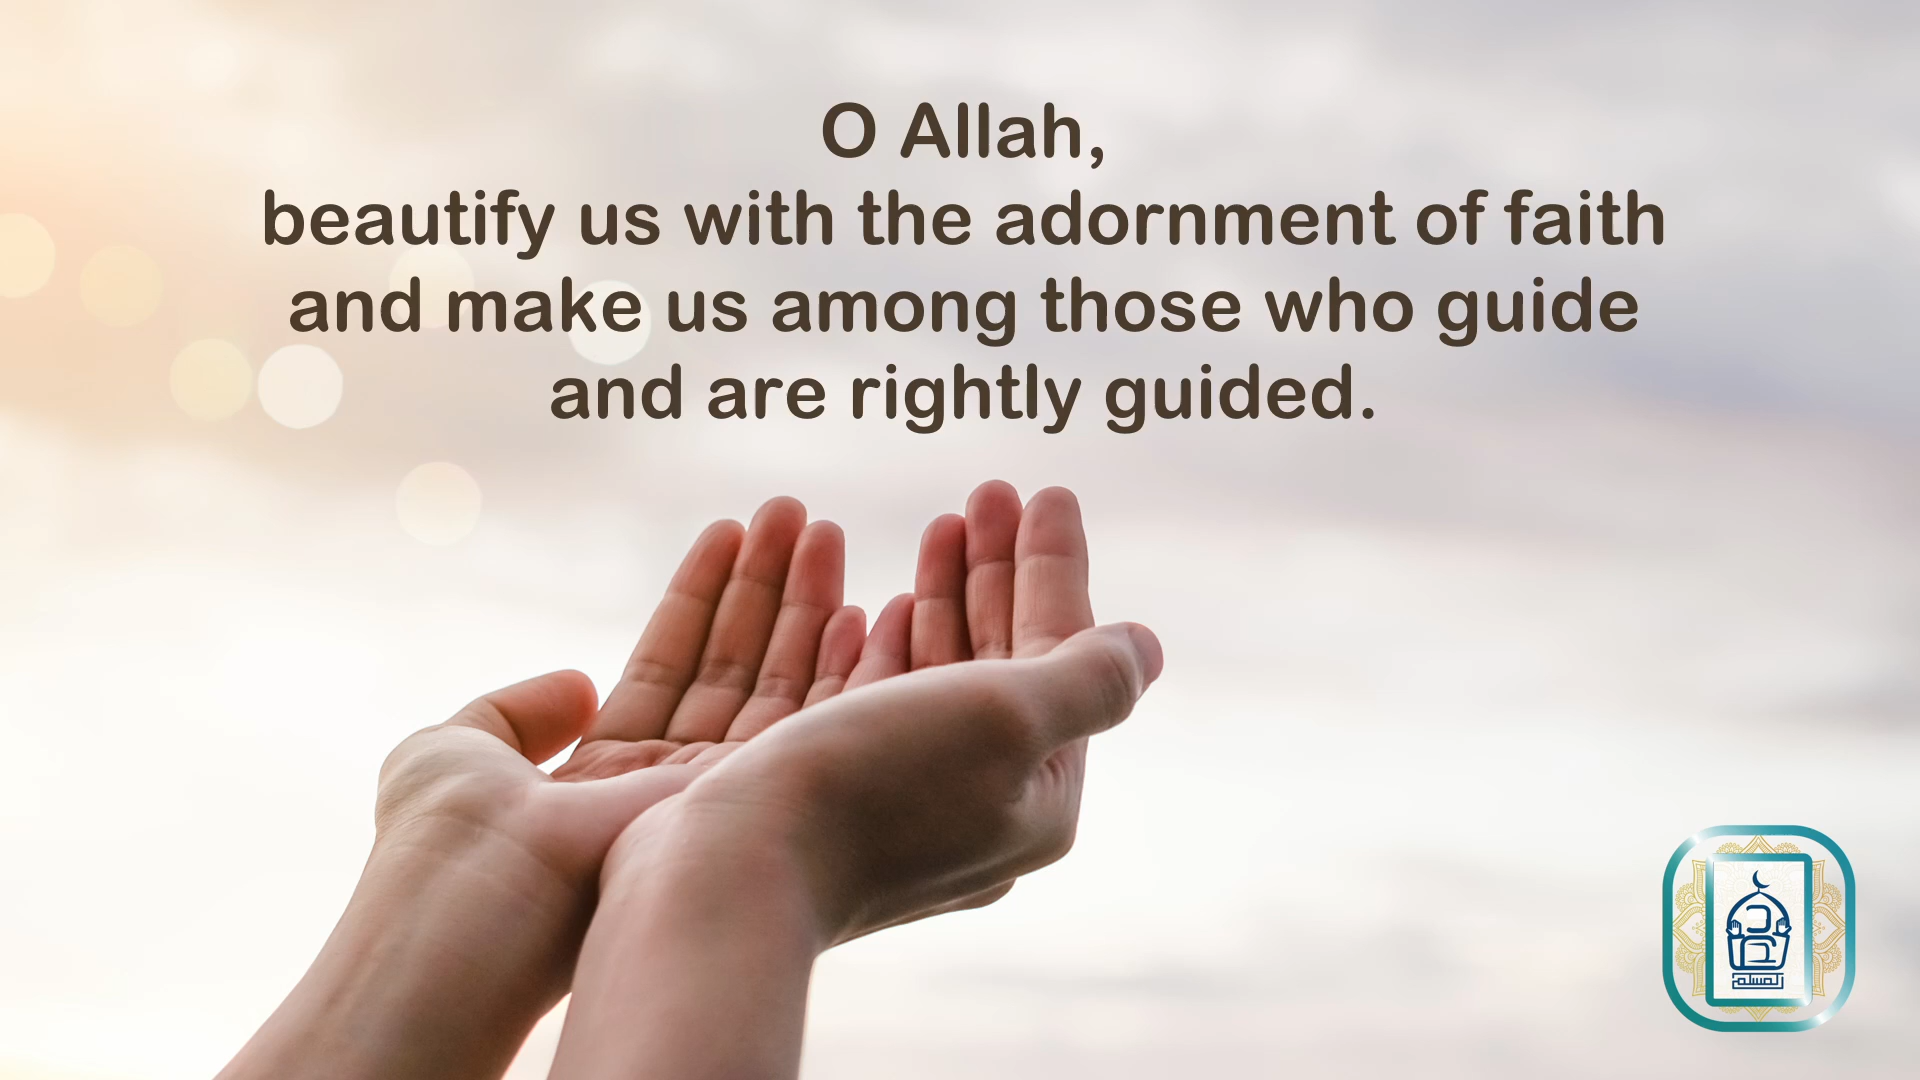 O Allah,
beautify us with the adornment of faith
and make us among those who guide
and are rightly guided.